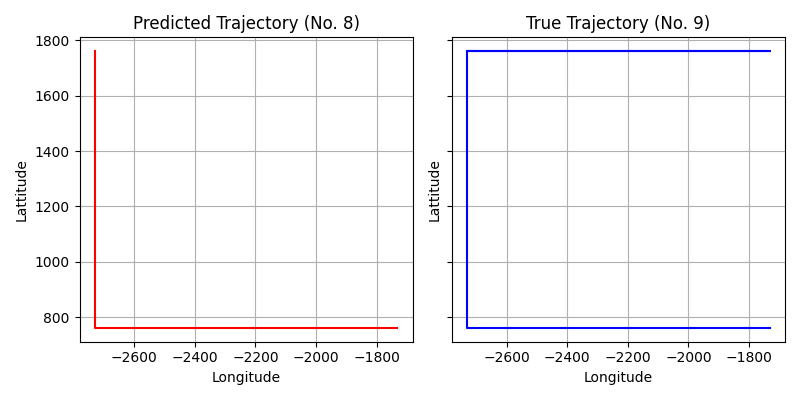 Predicted Trajectory (No. 8)
True Trajectory (No. 9)
1800
1600
1400
1200
1000
800
Lattitude
Lattitude
−2600 −2400 −2200 −2000 −1800
−2600 −2400 −2200 −2000 −1800
Longitude
Longitude